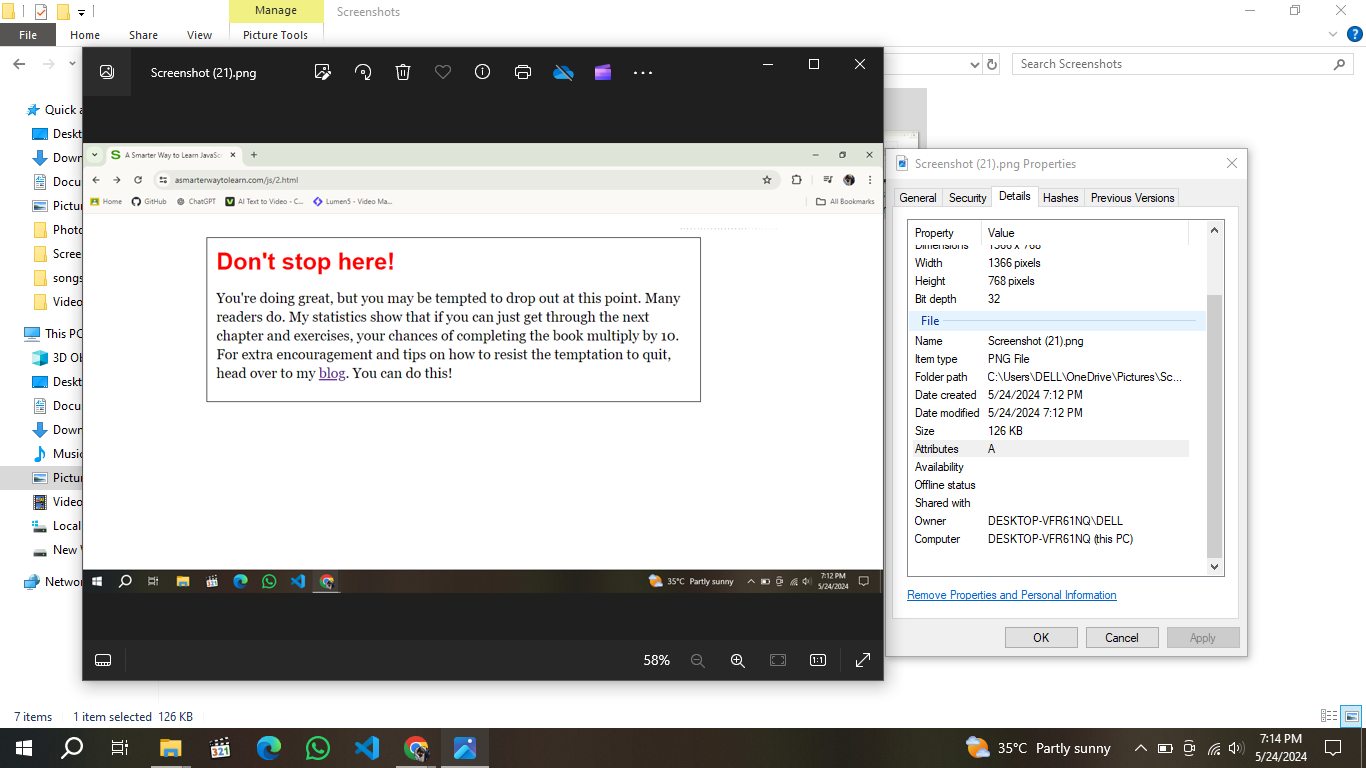 Manage
Screenshots
File
Home
Share
View
Picture Tools
Search Screenshots
Screenshot (21).png
Quick a
Deskt
Down
Docu
Pictur
Photo
Scree
songs
Video
This PC
3D Ob
Deskt
Docu
Down
Music
Pictu
Video
Local
New
Netwo
A Smarter Way to Learn JavaSc
asmarterwaytolearn.com/js/2.html
Home
GitHub
ChatGPT
AI Text to Video - C...
Lumen5 - Video Ma...
All Bookmarks
Don't stop here!
You're doing great, but you may be tempted to drop out at this point. Many
readers do. My statistics show that if you can just get through the next
chapter and exercises, your chances of completing the book multiply by 10.
For extra encouragement and tips on how to resist the temptation to quit,
head over to my blog. You can do this!
35°C Partly sunny
7:12 PM
5/24/2024
58%
1:1
Screenshot (21).png Properties
General
Security
Details
Hashes
Previous Versions
Property Value
Dimensions 1366 x 768
Width 1366 pixels
Height 768 pixels
Bit depth 32
File
Name Screenshot (21).png
Item type PNG File
Folder path C:\Users\DELL\OneDrive\Pictures\Sc...
Date created 5/24/2024 7:12 PM
Date modified 5/24/2024 7:12 PM
Size 126 KB
Attributes A
Availability
Offline status
Shared with
Owner DESKTOP-VFR61NQ\DELL
Computer DESKTOP-VFR61NQ (this PC)
Remove Properties and Personal Information
OK
Cancel
Apply
7 items
1 item selected 126 KB
321
35°C Partly sunny
7:14 PM
5/24/2024